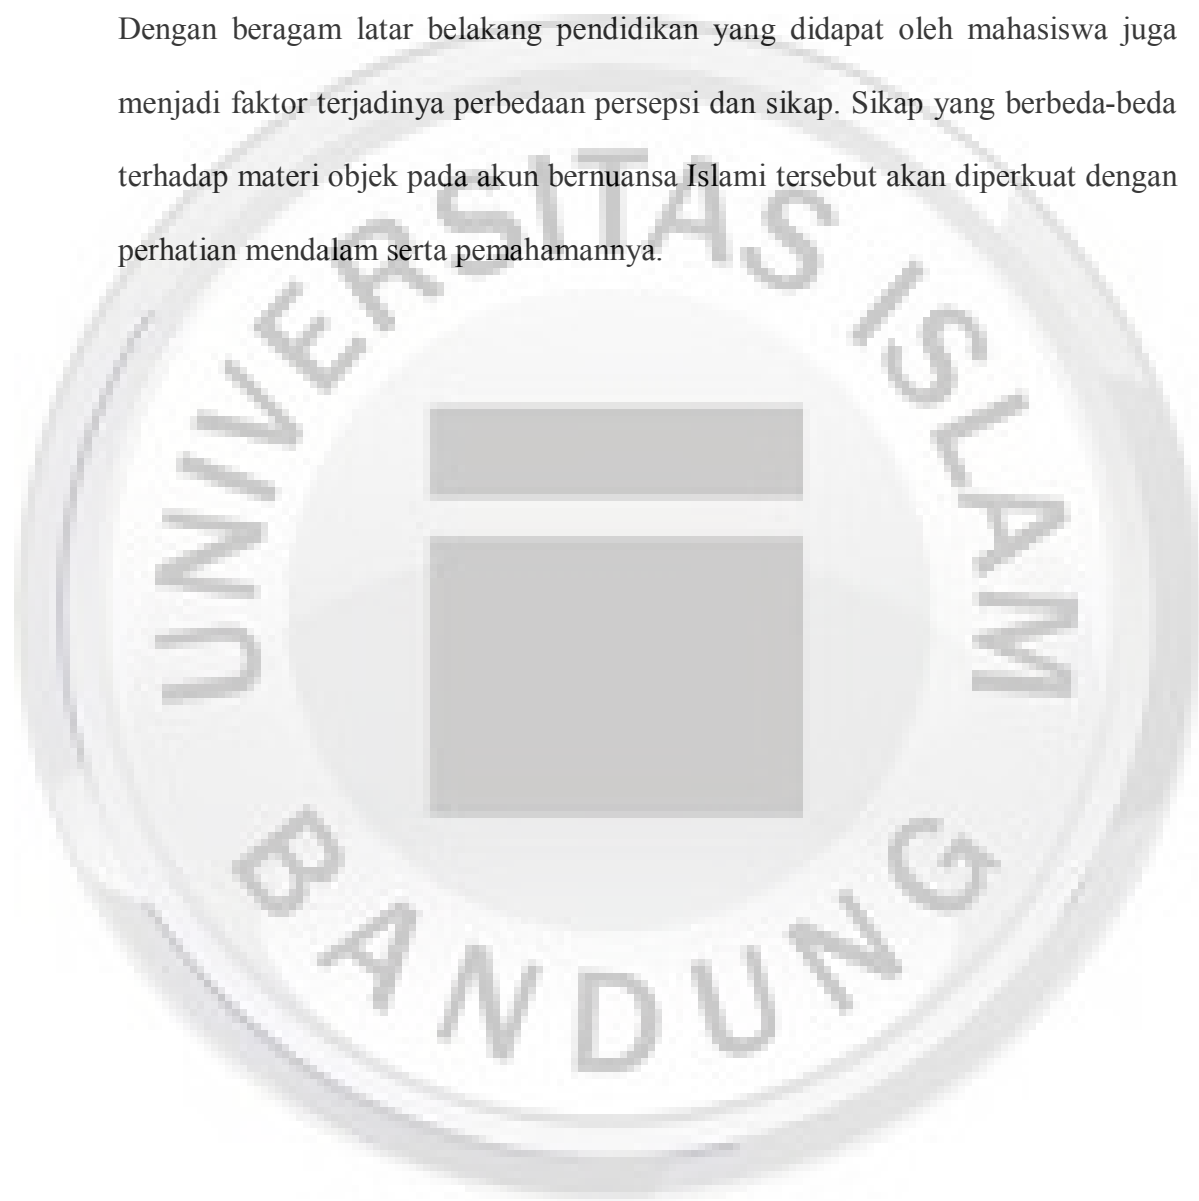 Dengan beragam latar belakang pendidikan yang didapat oleh mahasiswa juga
menjadi faktor terjadinya perbedaan persepsi dan sikap. Sikap yang berbeda-beda
terhadap materi objek pada akun bernuansa Islami tersebut akan diperkuat dengan
perhatian mendalam serta pemahamannya.
UNIVERSITAS ISLAM
BANDUNG